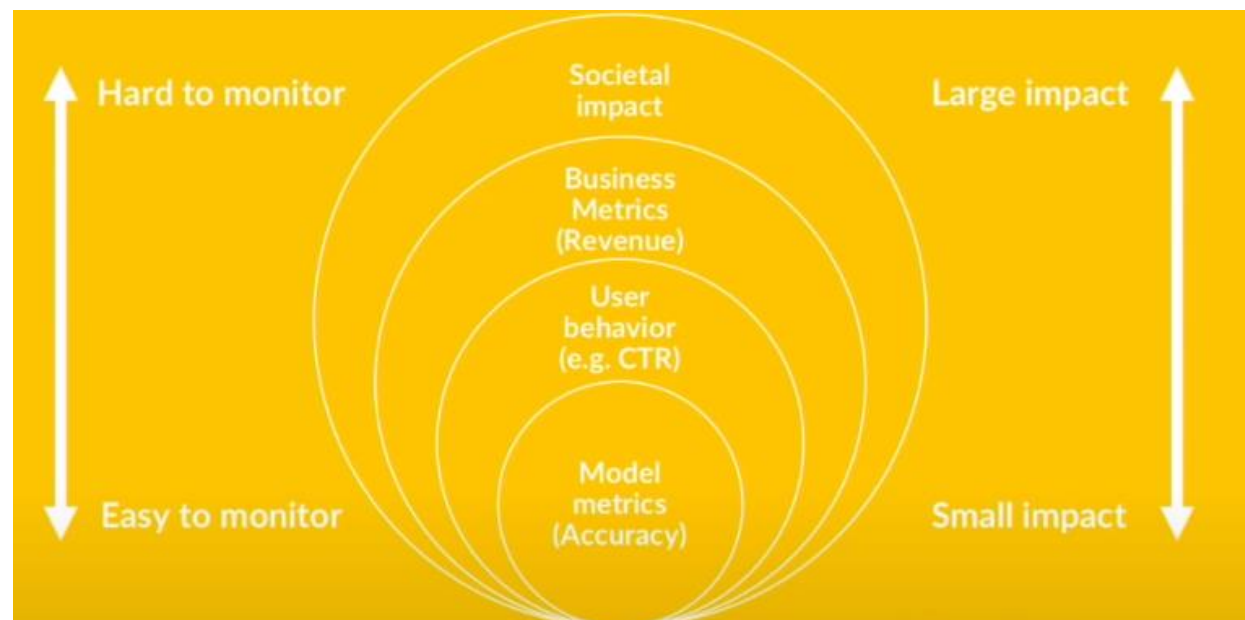 Societal
impact
Hard to monitor
Large impact
Business
Metrics
(Revenue)
User
behavior
(e.g. CTR)
Model
metrics
(Accuracy)
Easy to monitor
Small impact